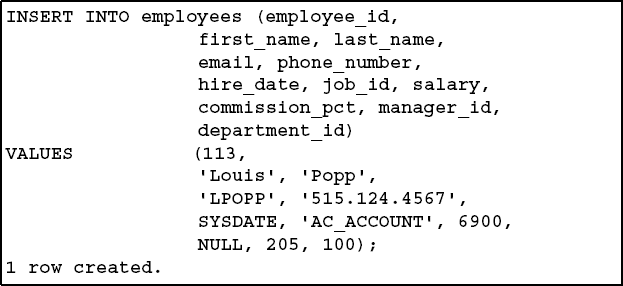 INSERT INTO employees (employee_id,
first_name, last_name,
email, phone_number,
hire_date, job_id, salary,
commission_pct, manager_id,
department_id)
VALUES (113,
'Louis', 'Popp',
'LPOPP', '515.124.4567',
SYSDATE, 'AC_ACCOUNT', 6900,
NULL, 205, 100);
1 row created.